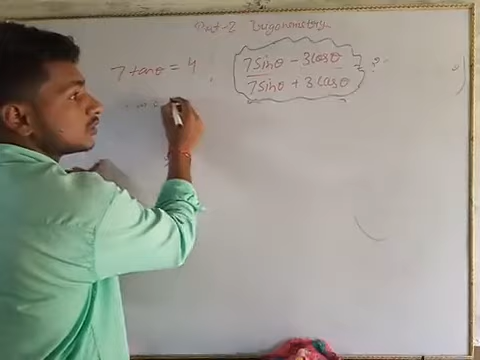 Trigonometry
7 tanθ = 4, 7Sinθ - 3Cosθ / 7Sinθ + 3Cosθ = ?